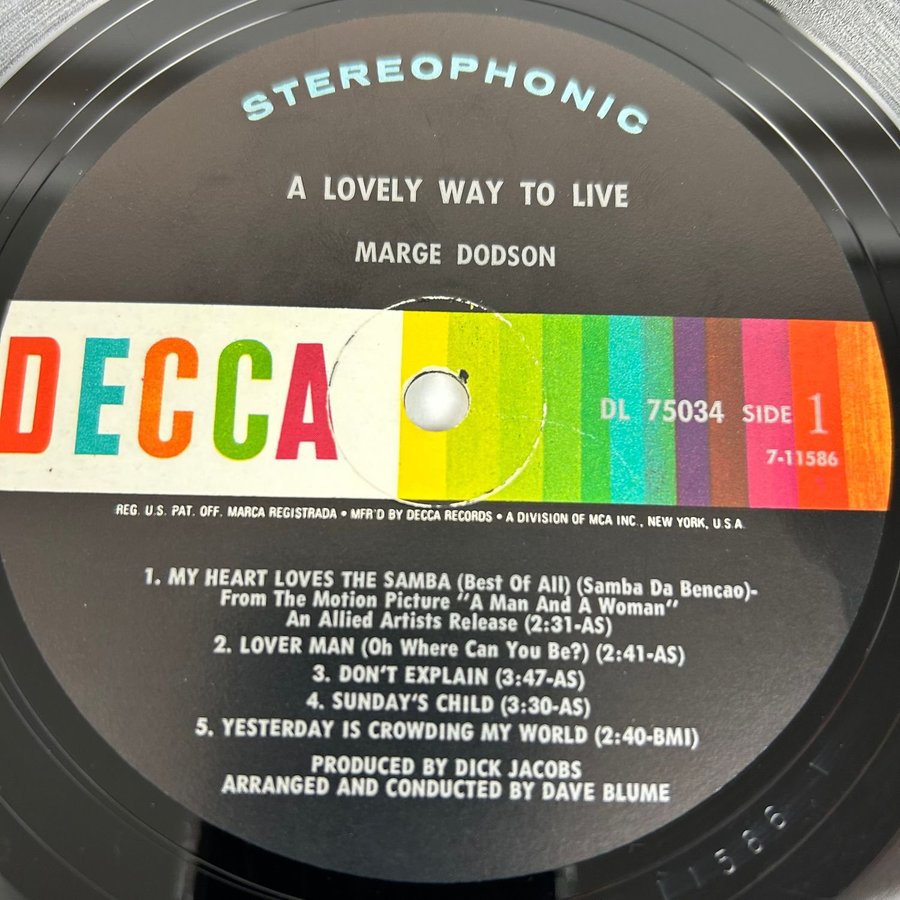 STEREOPHONIC
A LOVELY WAY TO LIVE
MARGE DODSON
DECCA
DL 75034 SIDE 1
7-11586
REG. U.S. PAT. OFF. MARCA REGISTRADA • MFR'D BY DECCA RECORDS • A DIVISION OF MCA INC., NEW YORK, U.S.A.
1. MY HEART LOVES THE SAMBA (Best Of All) (Samba Da Bencao)-
From The Motion Picture "A Man And A Woman"
An Allied Artists Release (2:31-AS)
2. LOVER MAN (Oh Where Can You Be?) (2:41-AS)
3. DON'T EXPLAIN (3:47-AS)
4. SUNDAY'S CHILD (3:30-AS)
5. YESTERDAY IS CROWDING MY WORLD (2:40-BMI)
PRODUCED BY DICK JACOBS
ARRANGED AND CONDUCTED BY DAVE BLUME